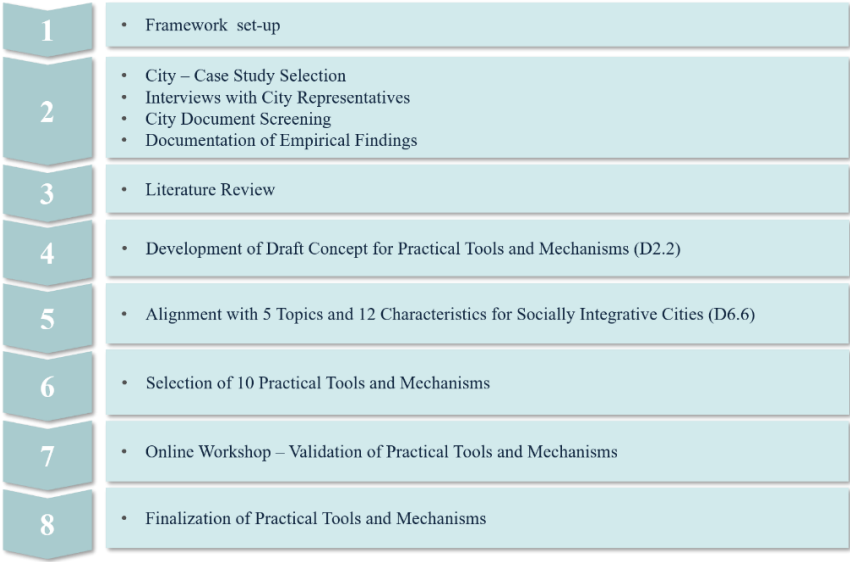 1
• Framework set-up
2
• City – Case Study Selection
• Interviews with City Representatives
• City Document Screening
• Documentation of Empirical Findings
3
• Literature Review
4
• Development of Draft Concept for Practical Tools and Mechanisms (D2.2)
5
• Alignment with 5 Topics and 12 Characteristics for Socially Integrative Cities (D6.6)
6
• Selection of 10 Practical Tools and Mechanisms
7
• Online Workshop – Validation of Practical Tools and Mechanisms
8
• Finalization of Practical Tools and Mechanisms